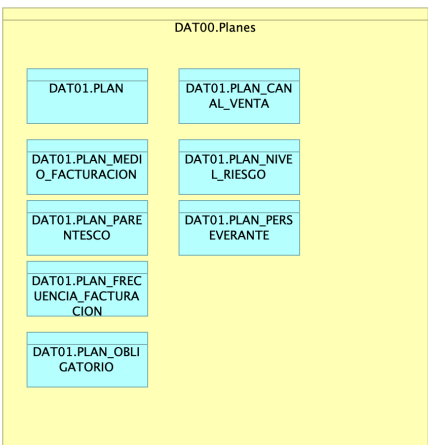 DAT00.Planes
DAT01.PLAN
DAT01.PLAN_CAN
AL_VENTA
DAT01.PLAN_MEDI
O_FACTURACION
DAT01.PLAN_NIVE
L_RIESGO
DAT01.PLAN_PARE
NTESCO
DAT01.PLAN_PERS
EVERANTE
DAT01.PLAN_FREC
UENCIA_FACTURA
CION
DAT01.PLAN_OBLI
GATORIO